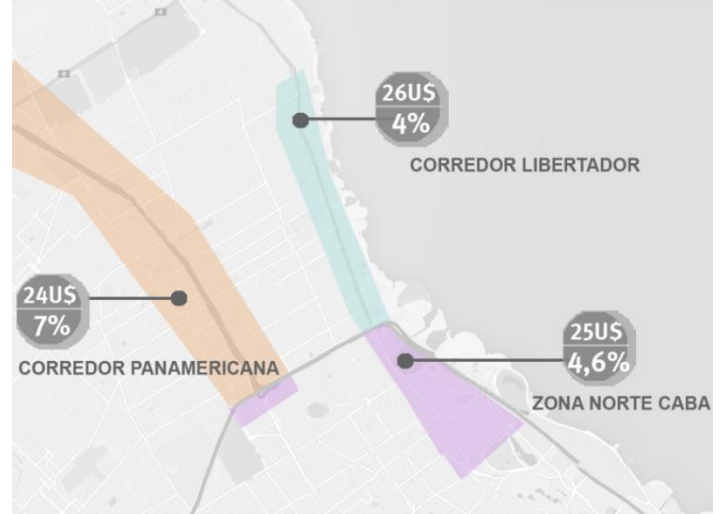 26U$
4%
CORREDOR LIBERTADOR
24U$
7%
CORREDOR PANAMERICANA
25U$
4,6%
ZONA NORTE CABA